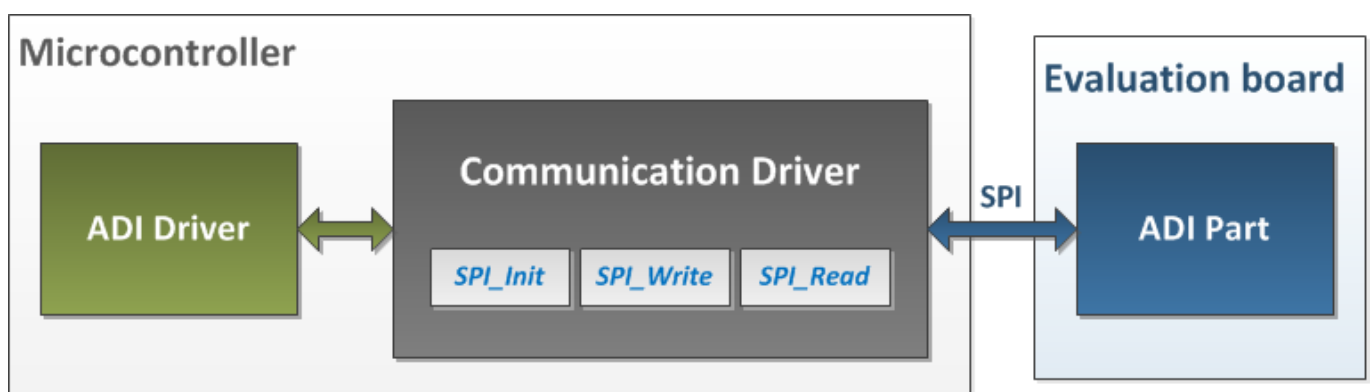 Microcontroller
Evaluation board
Communication Driver
SPI
ADI Driver
ADI Part
SPI_Init
SPI_Write
SPI_Read